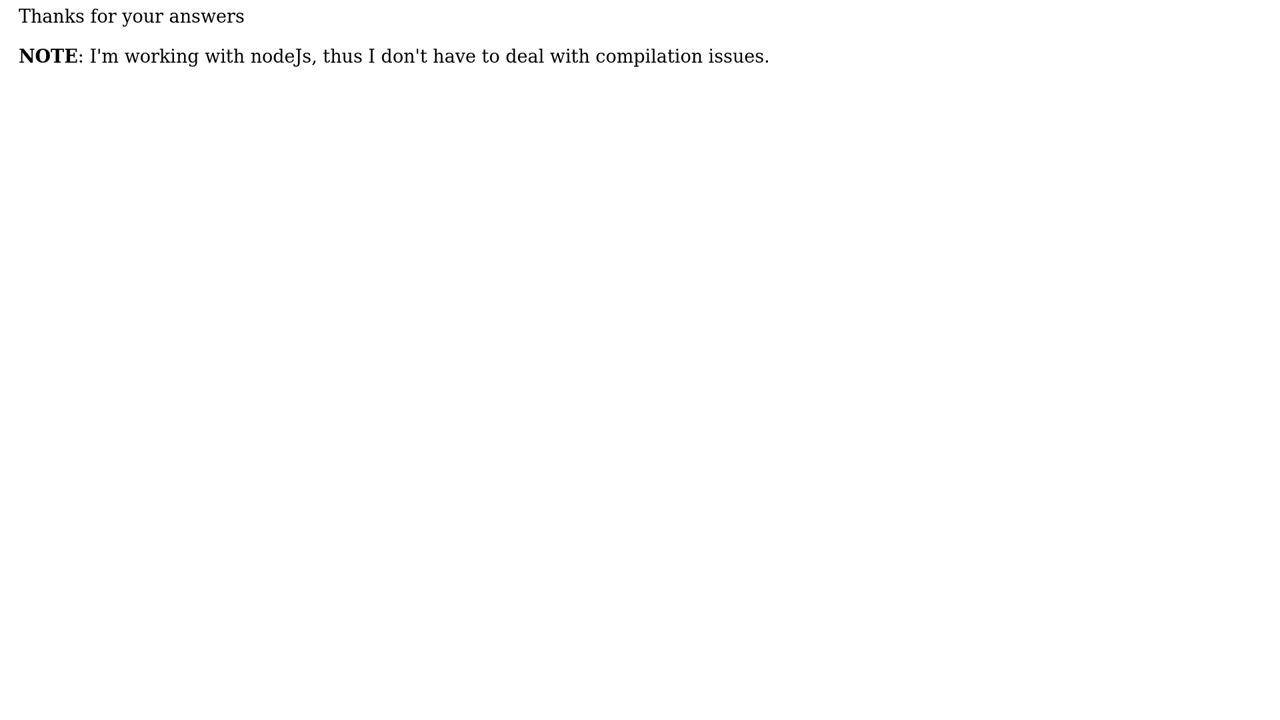 Thanks for your answers
NOTE: I'm working with nodeJs, thus I don't have to deal with compilation issues.